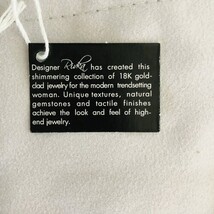 Designer Rivka has created this
shimmering collection of 18K gold-
clad jewelry for the modern trendsetting
woman. Unique textures, natural
gemstones and tactile finishes
achieve the look and feel of high-
end jewelry.